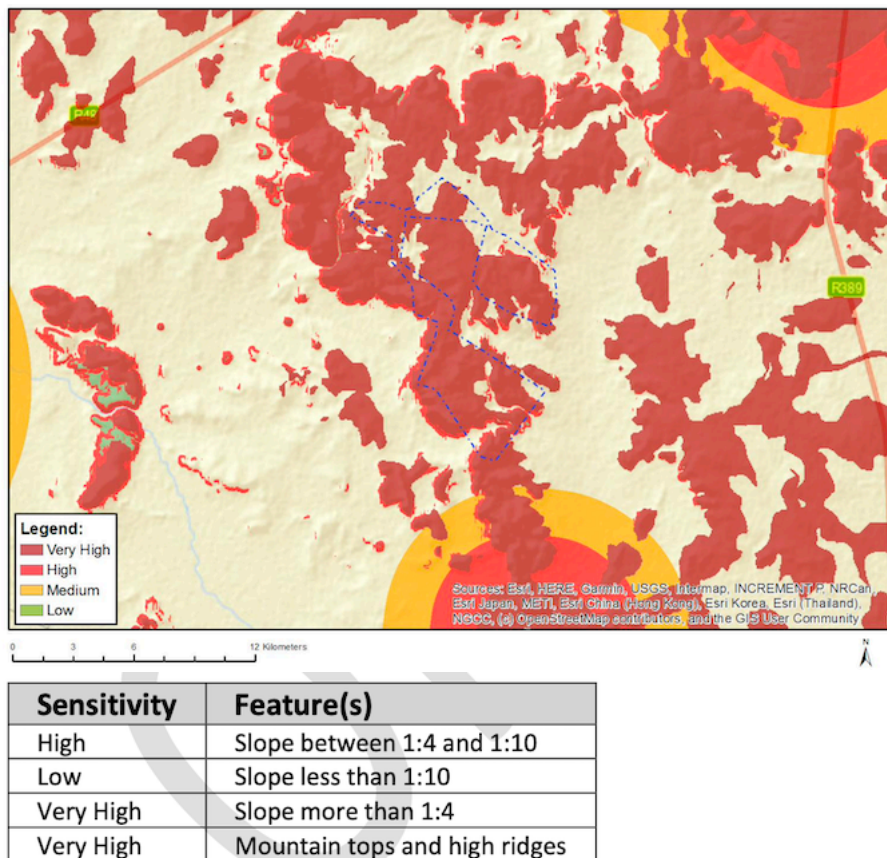 R389
Legend:
Very High
High
Medium
Low
Sources: Esri, HERE, Garmin, USGS, Intermap, INCREMENT P, NRCan,
Esri Japan, METI, Esri China (Hong Kong), Esri Korea, Esri (Thailand),
NGCC, (c) OpenStreetMap contributors, and the GIS User Community
0 3 6 12 Kilometers
N
Sensitivity Feature(s)
High Slope between 1:4 and 1:10
Low Slope less than 1:10
Very High Slope more than 1:4
Very High Mountain tops and high ridges